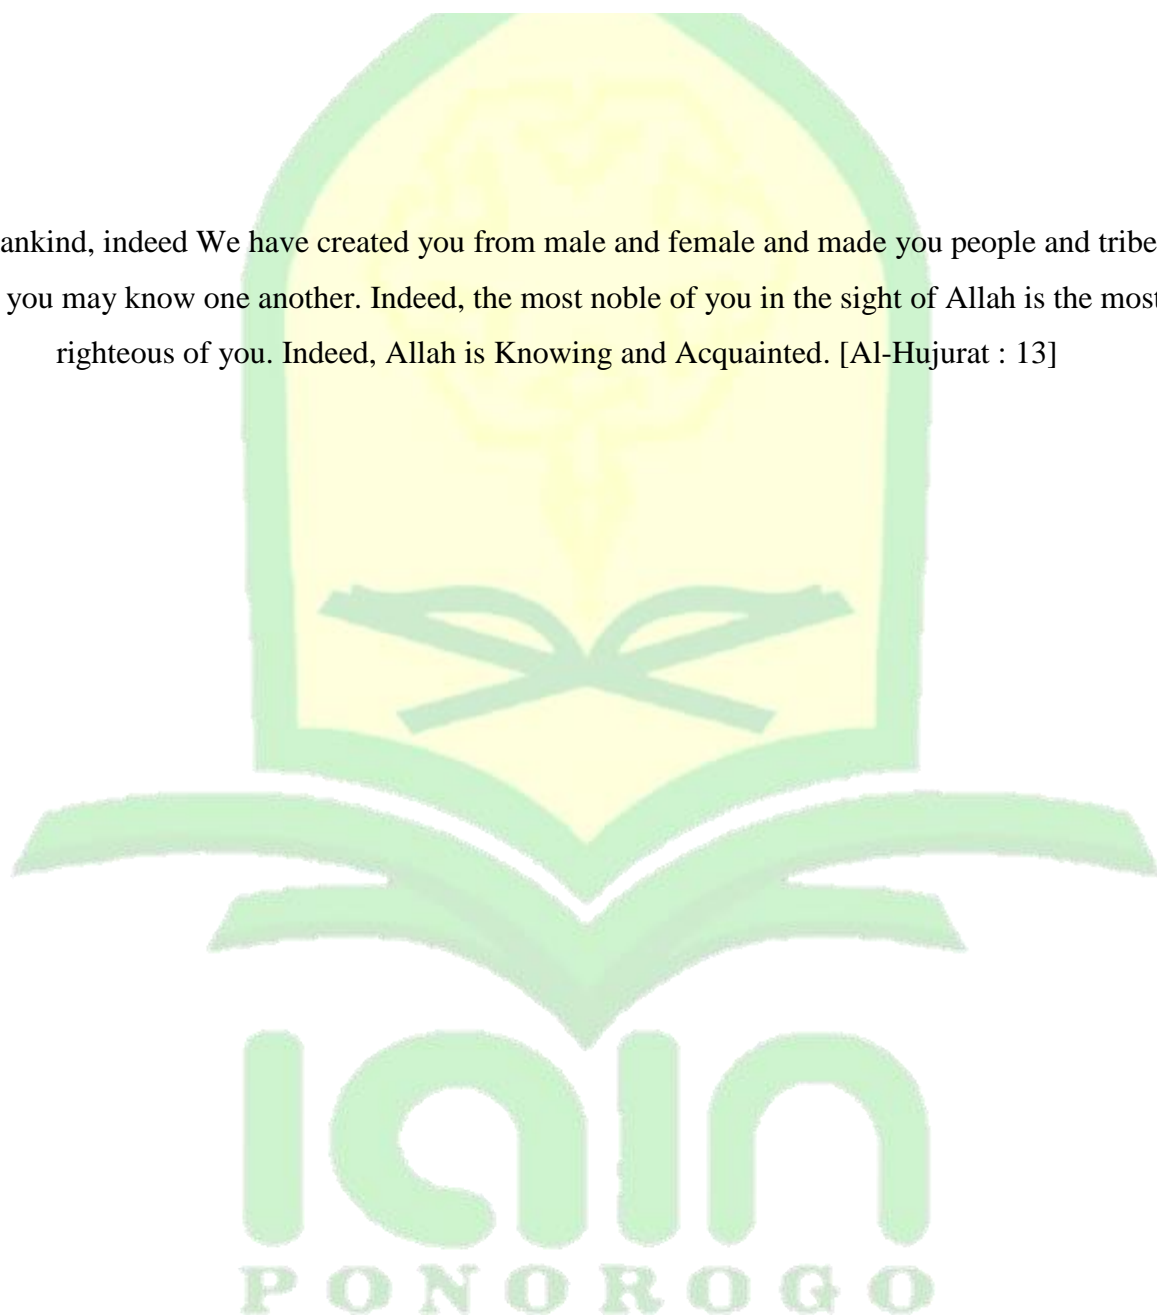 ankind, indeed We have created you from male and female and made you people and tribe
you may know one another. Indeed, the most noble of you in the sight of Allah is the most
righteous of you. Indeed, Allah is Knowing and Acquainted. [Al-Hujurat : 13]
iain
PONOROGO